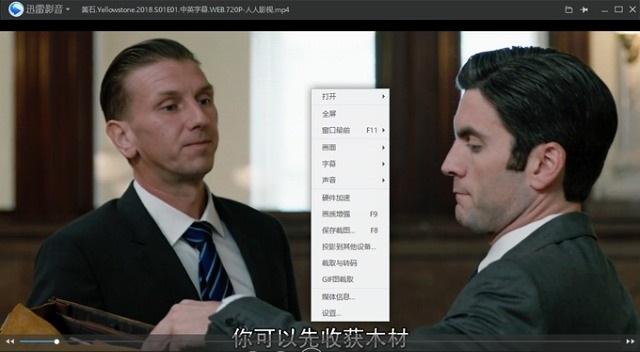 迅雷影音
黄石.Yellowstone.2018.S01E01.中英字幕.WEB.720P-人人影视.mp4
打开
全屏
窗口最前 F11
画面
字幕
声音
硬件加速
画质增强 F9
保存截图... F8
投影到其他设备...
截取与转码
GIF图截取
媒体信息...
设置...
你可以先收获木材